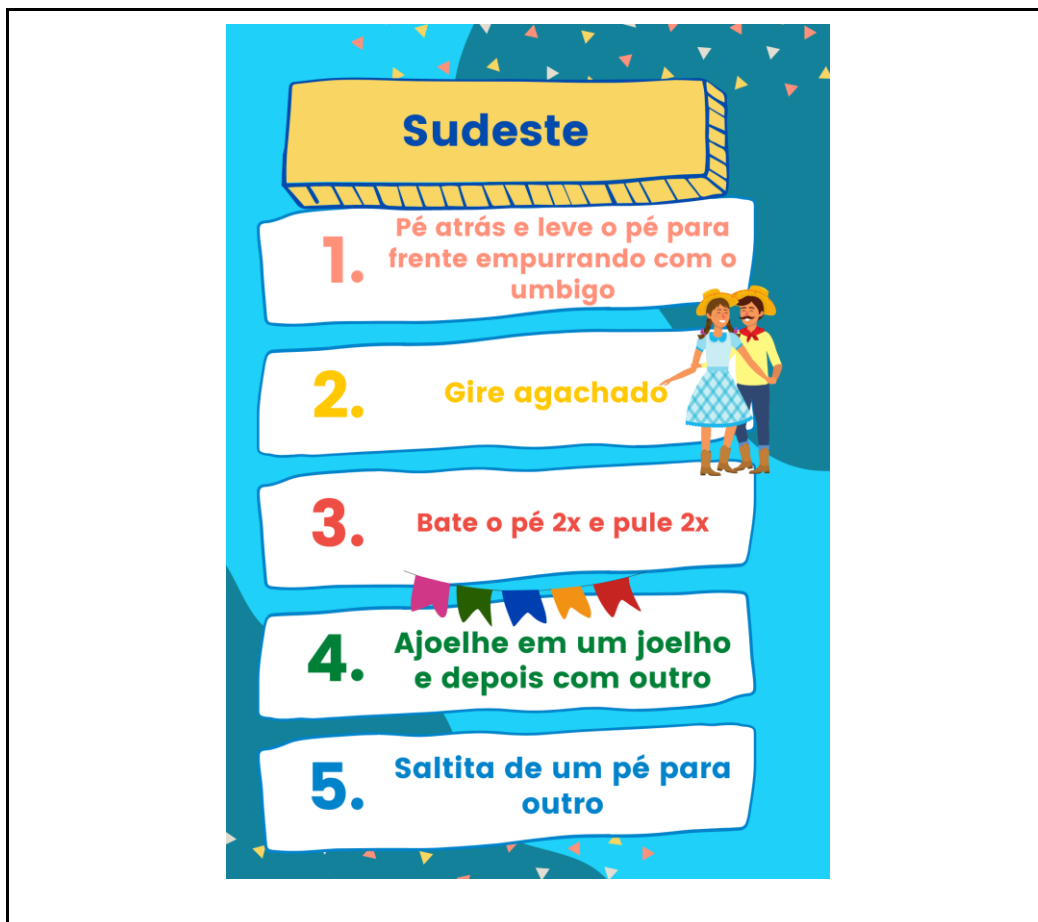 Sudeste
1.
Pé atrás e leve o pé para
frente empurrando com o
umbigo
2.
Gire agachado
3.
Bate o pé 2x e pule 2x
4.
Ajoelhe em um joelho
e depois com outro
5.
Saltita de um pé para
outro